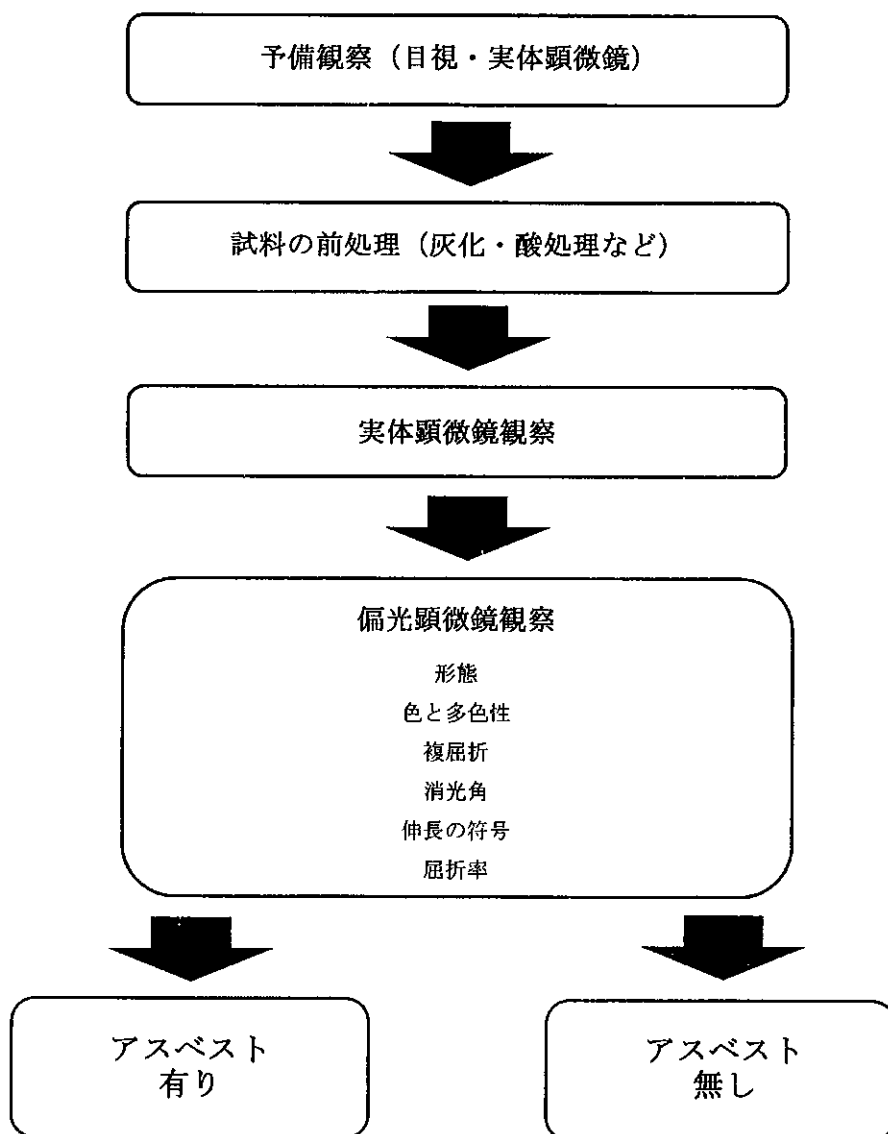 予備観察（目視・実体顕微鏡）
試料の前処理（灰化・酸処理など）
実体顕微鏡観察
偏光顕微鏡観察
形態
色と多色性
複屈折
消光角
伸長の符号
屈折率
アスベスト
有り
アスベスト
無し